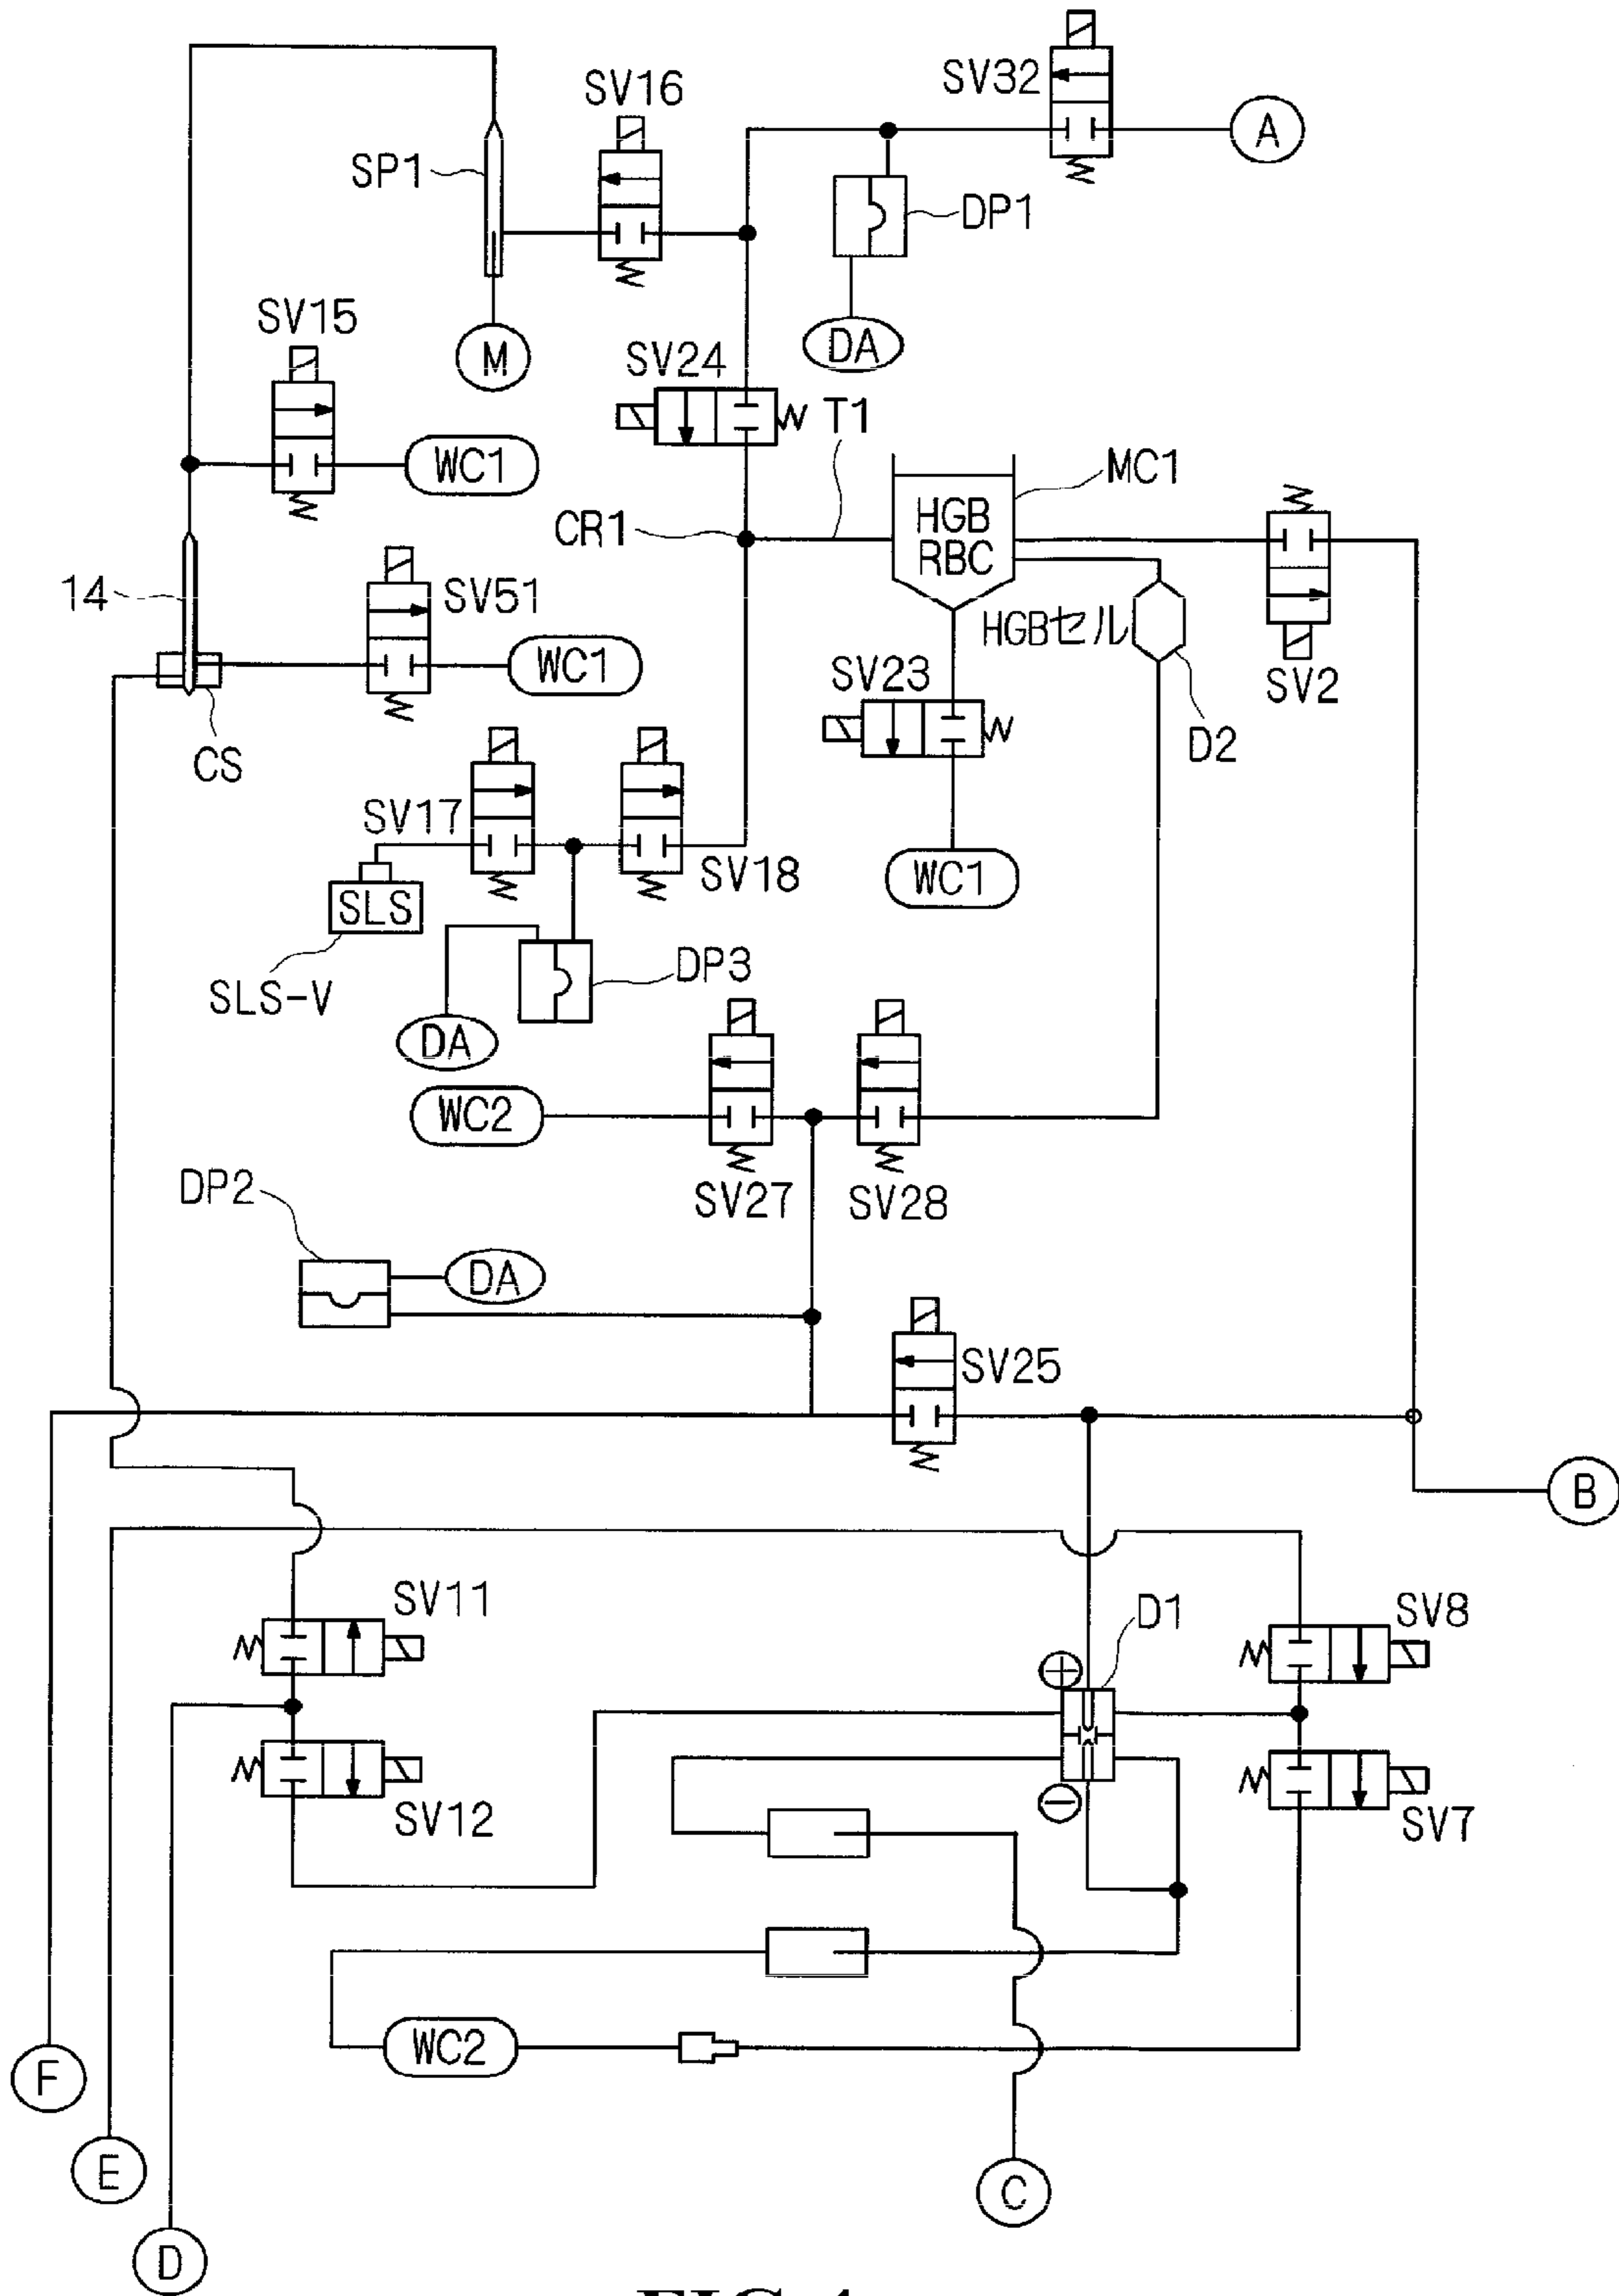 SV32
A
SV16
SP1
DP1
SV15
M
SV24
DA
T1
WC1
MC1
HGB
RBC
CR1
14
SV51
HGBセル
WC1
SV23
SV2
CS
D2
SV17
SV18
WC1
SLS
SLS-V
DP3
DA
WC2
SV27
SV28
DP2
DA
SV25
B
SV11
D1
SV8
+
SV12
−
SV7
WC2
F
E
C
D